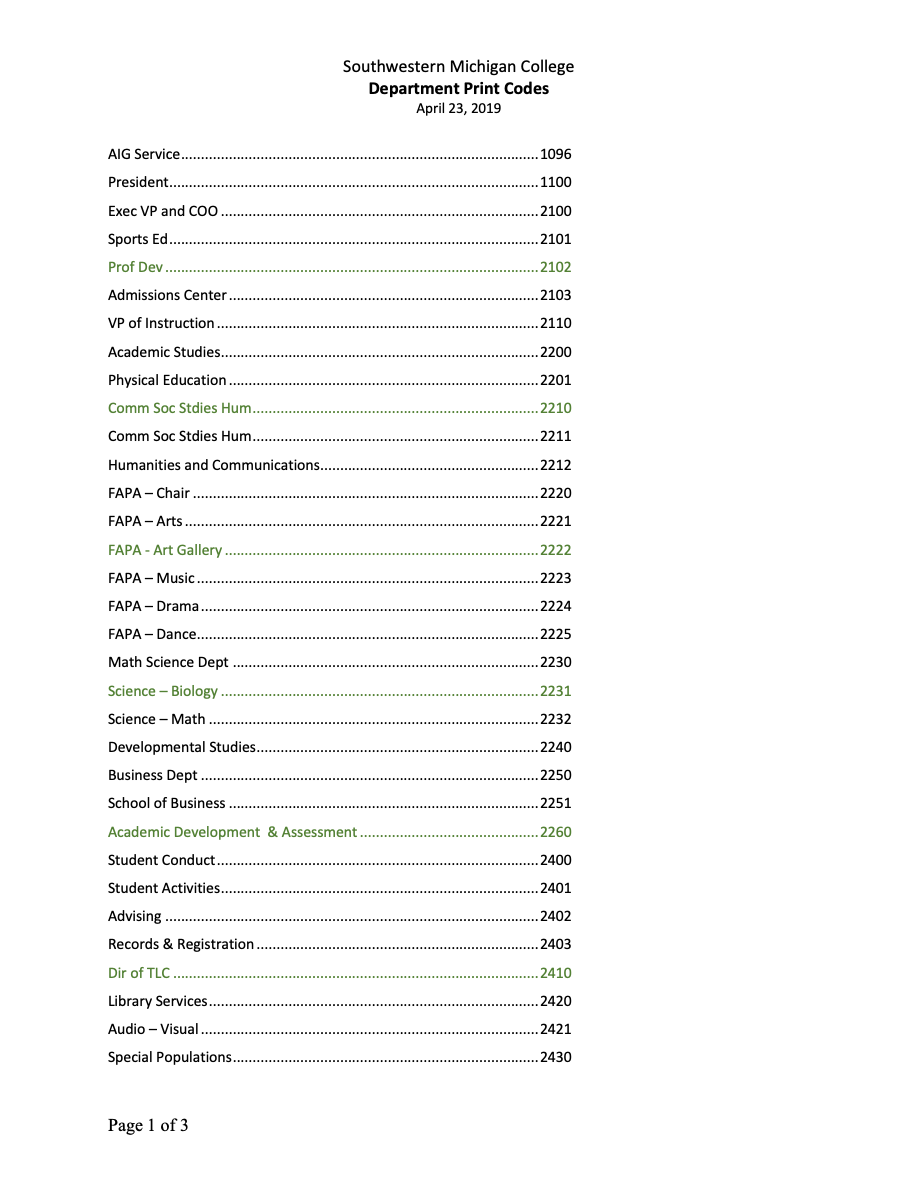 Southwestern Michigan College
Department Print Codes
April 23, 2019
AIG Service 1096
President 1100
Exec VP and COO 2100
Sports Ed 2101
Prof Dev 2102
Admissions Center 2103
VP of Instruction 2110
Academic Studies 2200
Physical Education 2201
Comm Soc Stdies Hum 2210
Comm Soc Stdies Hum 2211
Humanities and Communications 2212
FAPA – Chair 2220
FAPA – Arts 2221
FAPA - Art Gallery 2222
FAPA – Music 2223
FAPA – Drama 2224
FAPA – Dance 2225
Math Science Dept 2230
Science – Biology 2231
Science – Math 2232
Developmental Studies 2240
Business Dept 2250
School of Business 2251
Academic Development  & Assessment 2260
Student Conduct 2400
Student Activities 2401
Advising 2402
Records & Registration 2403
Dir of TLC 2410
Library Services 2420
Audio – Visual 2421
Special Populations 2430
Page 1 of 3